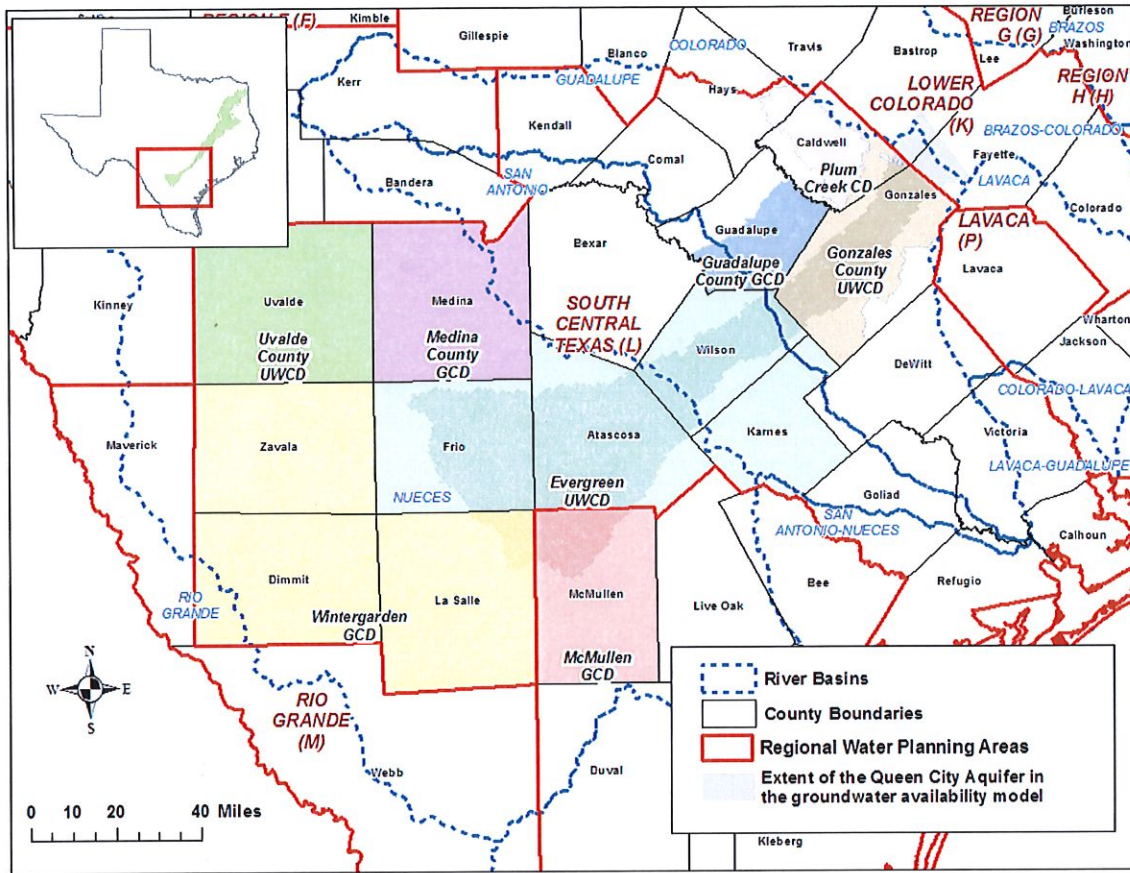 REGION F (F)
Kimble
Gillespie
Blanco
COLORADO
Travis
Bastrop
REGION
G (G)
Burleson
BRAZOS
Washington
Lee
Kerr
GUADALUPE
Hays
LOWER
COLORADO
(K)
REGION
H (H)
Kendall
Comal
Caldwell
BRAZOS-COLORADO
Fayette
Bandera
SAN
ANTONIO
Plum
Creek CD
Gonzales
LAVACA
Colorado
Bexar
Guadalupe
LAVACA
(P)
Kinney
Uvalde
Medina
Guadalupe
County GCD
Gonzales
County
UWCD
Lavaca
Uvalde
County
UWCD
Medina
County
GCD
SOUTH
CENTRAL
TEXAS (L)
Wilson
Wharton
Jackson
DeWitt
COLORADO-LAVACA
Maverick
Zavala
Frio
Atascosa
Karnes
Victoria
LAVACA-GUADALUPE
NUECES
Evergreen
UWCD
Goliad
SAN
ANTONIO-NUECES
Calhoun
Dimmit
La Salle
McMullen
Live Oak
Bee
Refugio
RIO
GRANDE
Wintergarden
GCD
McMullen
GCD
N
W
E
S
RIO
GRANDE
(M)
Webb
Duval
Kleberg
0 10 20 40 Miles
River Basins
County Boundaries
Regional Water Planning Areas
Extent of the Queen City Aquifer in
the groundwater availability model